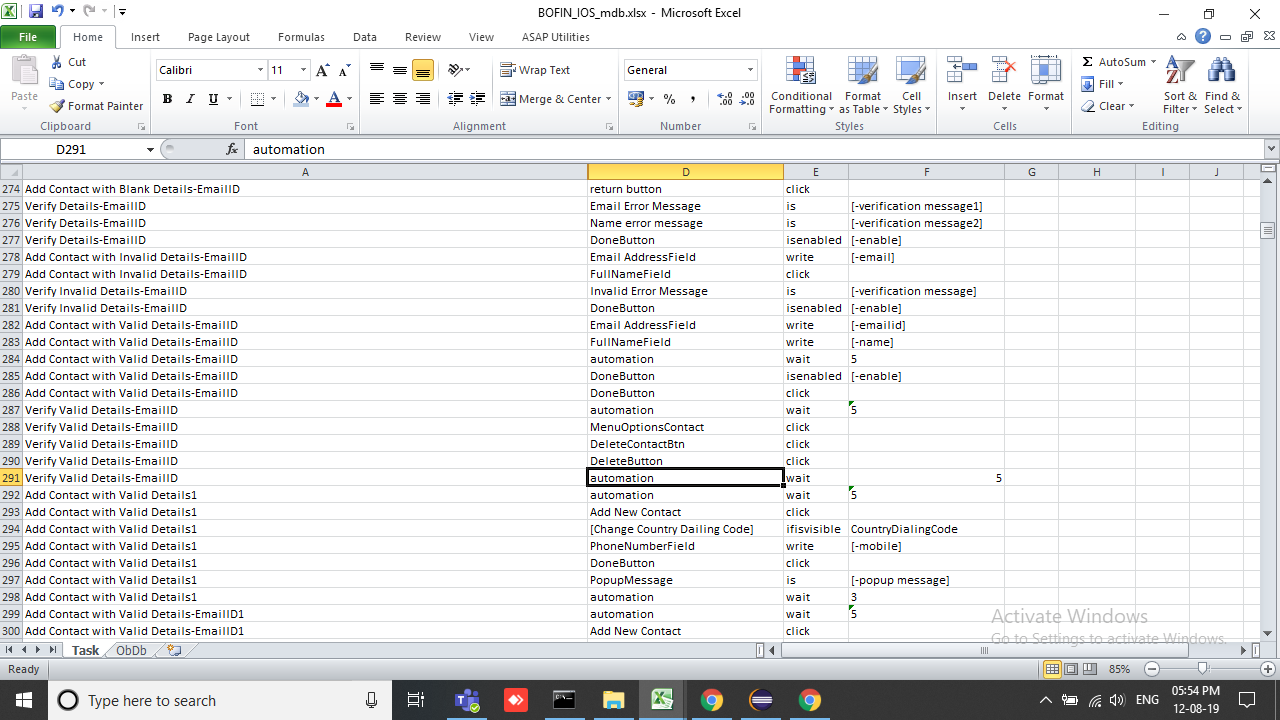 BOFIN_IOS_mdb.xlsx - Microsoft Excel
File Home Insert Page Layout Formulas Data Review View ASAP Utilities
Paste Cut Copy Format Painter
Calibri 11
Wrap Text Merge & Center
General
Conditional Formatting Format as Table Cell Styles
Insert Delete Format
AutoSum Fill Clear Sort & Filter Find & Select
Clipboard Font Alignment Number Styles Cells Editing
D291 fx automation
A D E F G H I J
274 Add Contact with Blank Details-EmailID return button click
275 Verify Details-EmailID Email Error Message is [-verification message1]
276 Verify Details-EmailID Name error message is [-verification message2]
277 Verify Details-EmailID DoneButton isenabled [-enable]
278 Add Contact with Invalid Details-EmailID Email AddressField write [-email]
279 Add Contact with Invalid Details-EmailID FullNameField click
280 Verify Invalid Details-EmailID Invalid Error Message is [-verification message]
281 Verify Invalid Details-EmailID DoneButton isenabled [-enable]
282 Add Contact with Valid Details-EmailID Email AddressField write [-emailid]
283 Add Contact with Valid Details-EmailID FullNameField write [-name]
284 Add Contact with Valid Details-EmailID automation wait 5
285 Add Contact with Valid Details-EmailID DoneButton isenabled [-enable]
286 Add Contact with Valid Details-EmailID DoneButton click
287 Verify Valid Details-EmailID automation wait 5
288 Verify Valid Details-EmailID MenuOptionsContact click
289 Verify Valid Details-EmailID DeleteContactBtn click
290 Verify Valid Details-EmailID DeleteButton click
291 Verify Valid Details-EmailID automation wait 5
292 Add Contact with Valid Details1 automation wait 5
293 Add Contact with Valid Details1 Add New Contact click
294 Add Contact with Valid Details1 [Change Country Dailing Code] ifisvisible CountryDialingCode
295 Add Contact with Valid Details1 PhoneNumberField write [-mobile]
296 Add Contact with Valid Details1 DoneButton click
297 Add Contact with Valid Details1 PopupMessage is [-popup message]
298 Add Contact with Valid Details1 automation wait 3
299 Add Contact with Valid Details-EmailID1 automation wait 5
300 Add Contact with Valid Details-EmailID1 Add New Contact click
Activate Windows
Go to Settings to activate Windows.
Task ObDb
Ready 85%
Type here to search ENG 05:54 PM
12-08-19